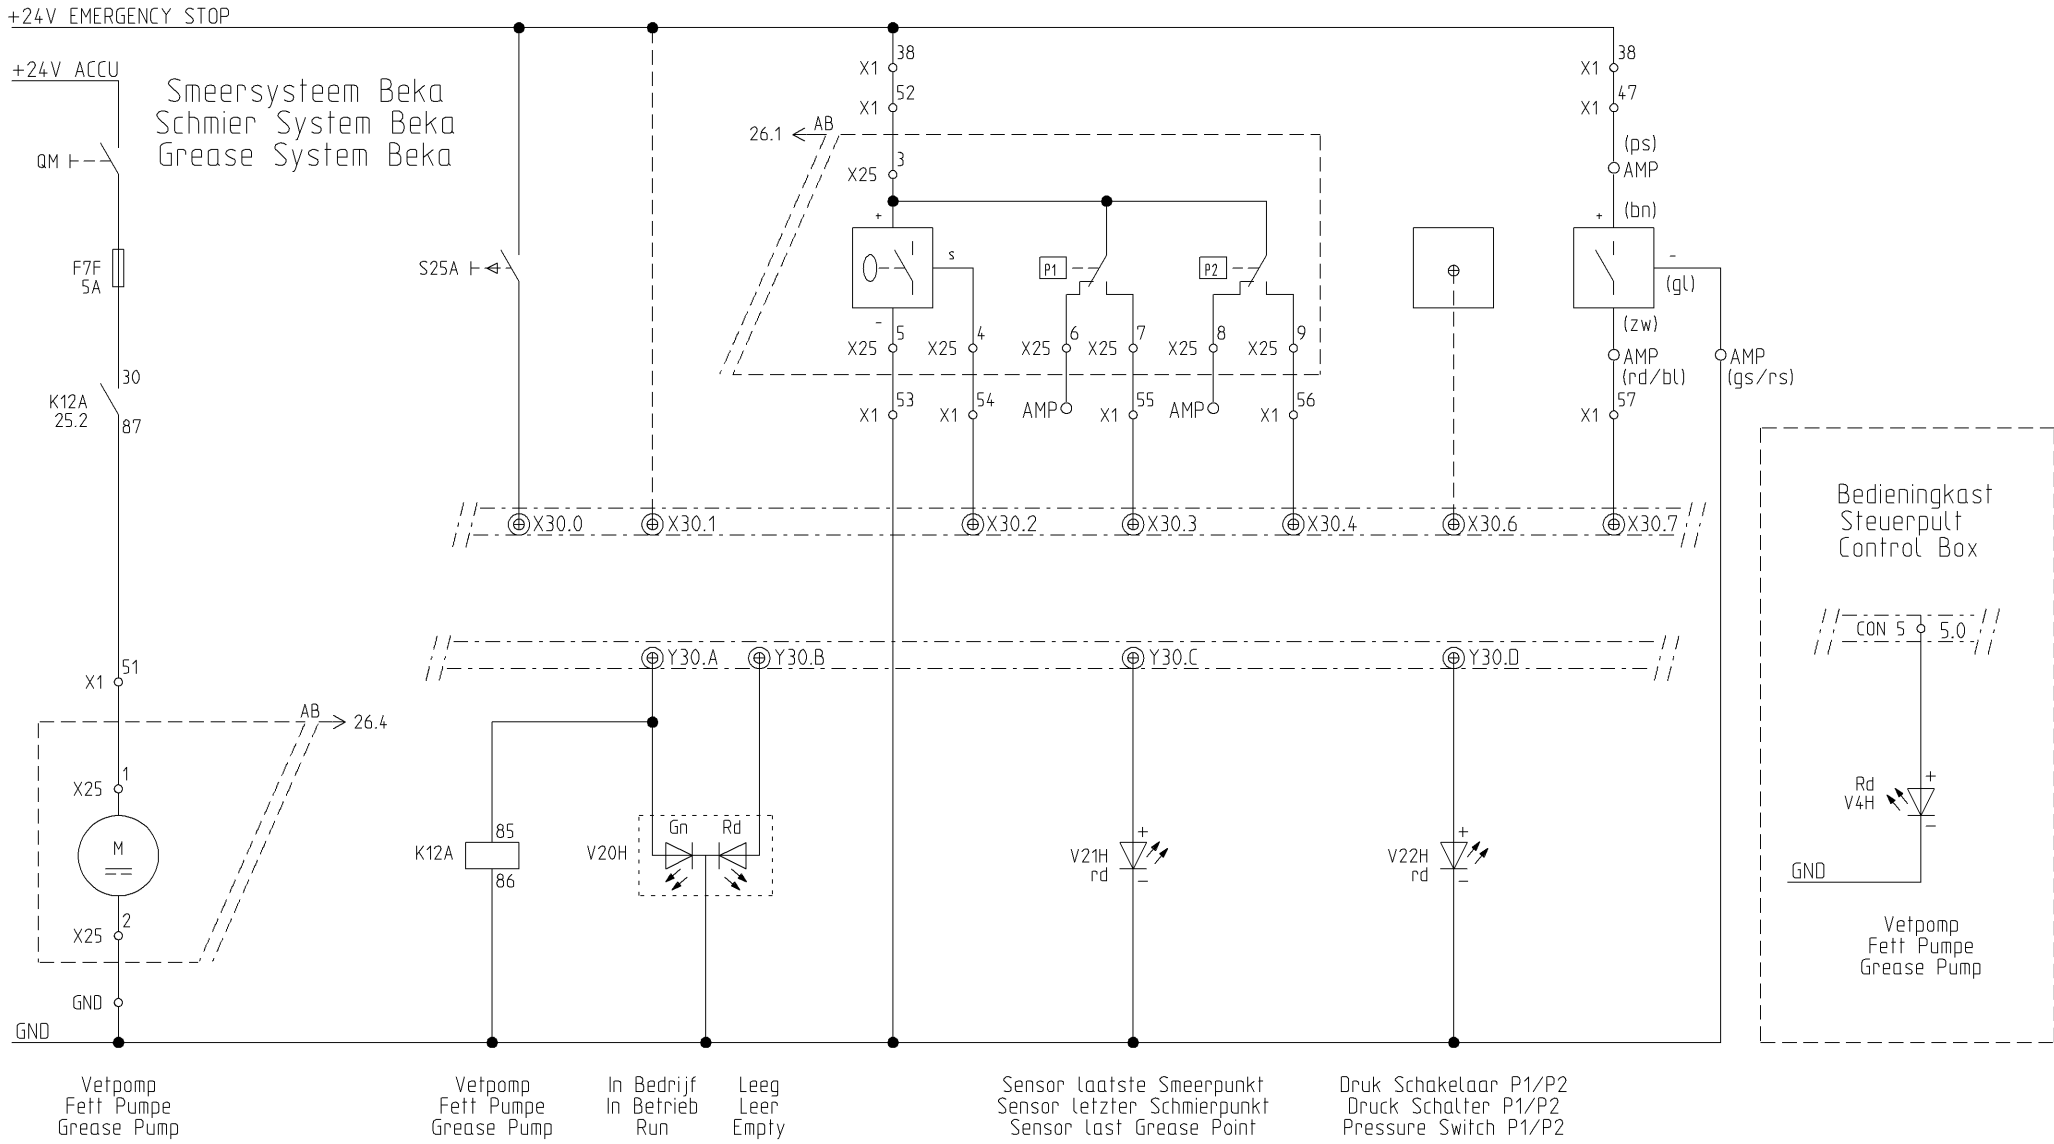 +24V EMERGENCY STOP
+24V ACCU
Smeersysteem Beka
Schmier System Beka
Grease System Beka
QM
F7F
5A
K12A
25.2
30
87
X1 51
AB
26.4
X25 1
M
X25 2
GND
GND
S25A
X1 38
X1 52
26.1 AB
X25 3
+
s
-
P1
P2
X25 5
X25 4
X25 6
X25 7
X25 8
X25 9
X1 53
X1 54
AMP
X1 55
AMP
X1 56
X1 38
X1 47
(ps)
AMP
(bn)
+
-
(gl)
(zw)
AMP
(rd/bl)
AMP
(gs/rs)
X1 57
X30.0
X30.1
X30.2
X30.3
X30.4
X30.6
X30.7
Y30.A
Y30.B
Y30.C
Y30.D
K12A
85
86
V20H
Gn
Rd
V21H
rd
+
-
V22H
rd
+
-
Bedieningkast
Steuerpult
Control Box
CON 5 5.0
Rd
V4H
+
-
GND
Vetpomp
Fett Pumpe
Grease Pump
Vetpomp
Fett Pumpe
Grease Pump
Vetpomp
Fett Pumpe
Grease Pump
In Bedrijf
In Betrieb
Run
Leeg
Leer
Empty
Sensor laatste Smeerpunkt
Sensor letzter Schmierpunkt
Sensor last Grease Point
Druk Schakelaar P1/P2
Druck Schalter P1/P2
Pressure Switch P1/P2